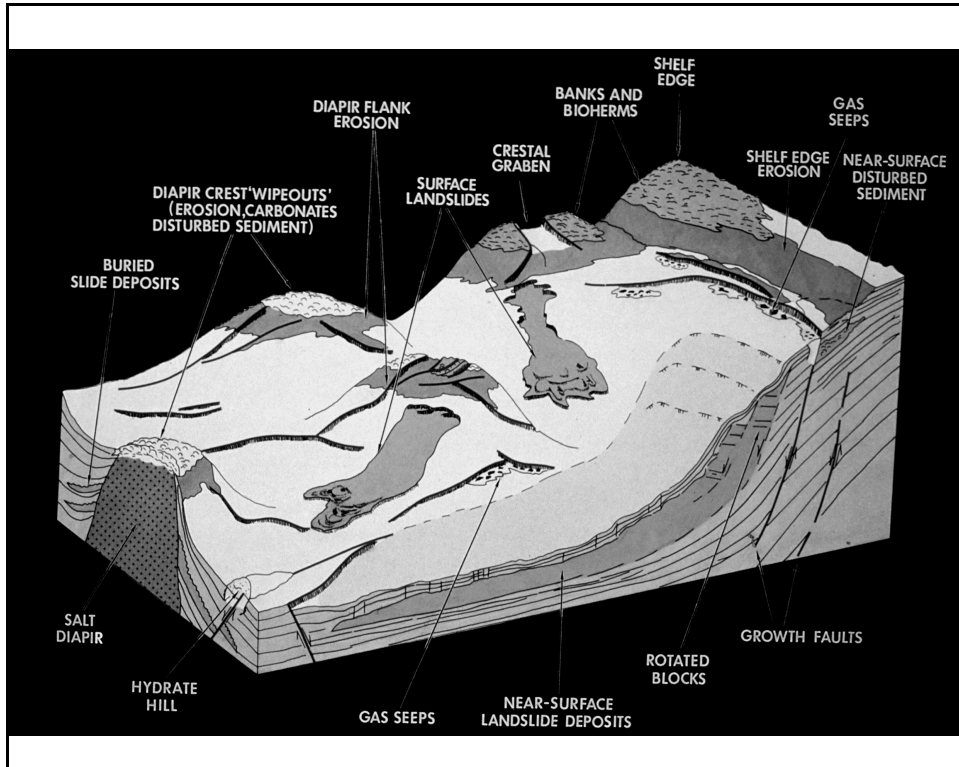 SHELF
EDGE
BANKS AND
BIOHERMS
GAS
SEEPS
DIAPIR FLANK
EROSION
CRESTAL
GRABEN
SHELF EDGE
EROSION
NEAR-SURFACE
DISTURBED
SEDIMENT
SURFACE
LANDSLIDES
DIAPIR CREST'WIPEOUTS'
(EROSION,CARBONATES
DISTURBED SEDIMENT)
BURIED
SLIDE DEPOSITS
SALT
DIAPIR
HYDRATE
HILL
GAS SEEPS
NEAR-SURFACE
LANDSLIDE DEPOSITS
ROTATED
BLOCKS
GROWTH FAULTS